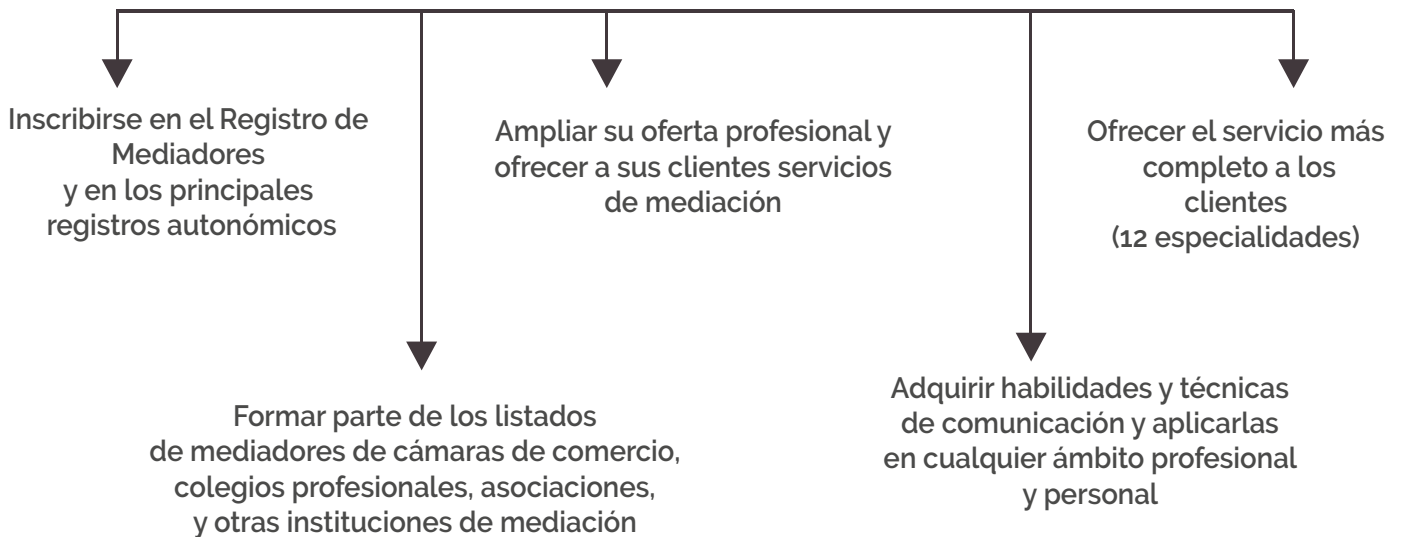 Inscribirse en el Registro de
Mediadores
y en los principales
registros autonómicos
Formar parte de los listados
de mediadores de cámaras de comercio,
colegios profesionales, asociaciones,
y otras instituciones de mediación
Ampliar su oferta profesional y
ofrecer a sus clientes servicios
de mediación
Adquirir habilidades y técnicas
de comunicación y aplicarlas
en cualquier ámbito profesional
y personal
Ofrecer el servicio más
completo a los
clientes
(12 especialidades)